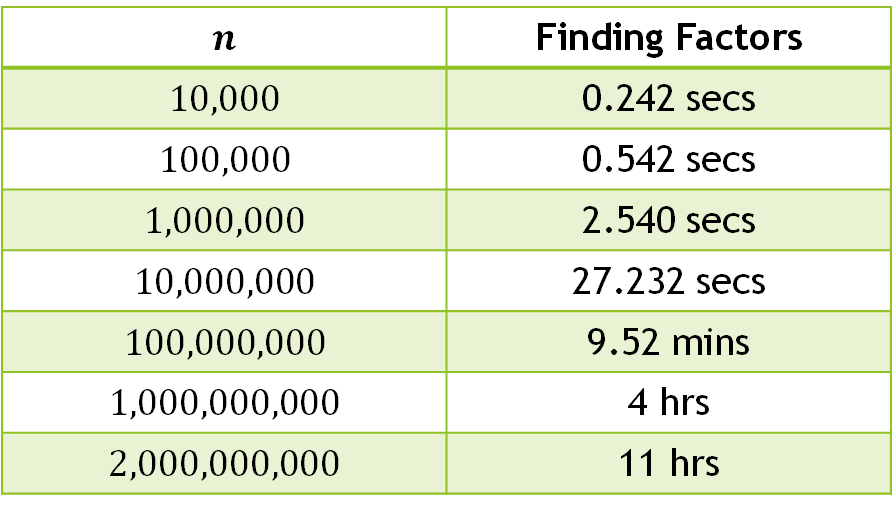 n Finding Factors
10,000 0.242 secs
100,000 0.542 secs
1,000,000 2.540 secs
10,000,000 27.232 secs
100,000,000 9.52 mins
1,000,000,000 4 hrs
2,000,000,000 11 hrs